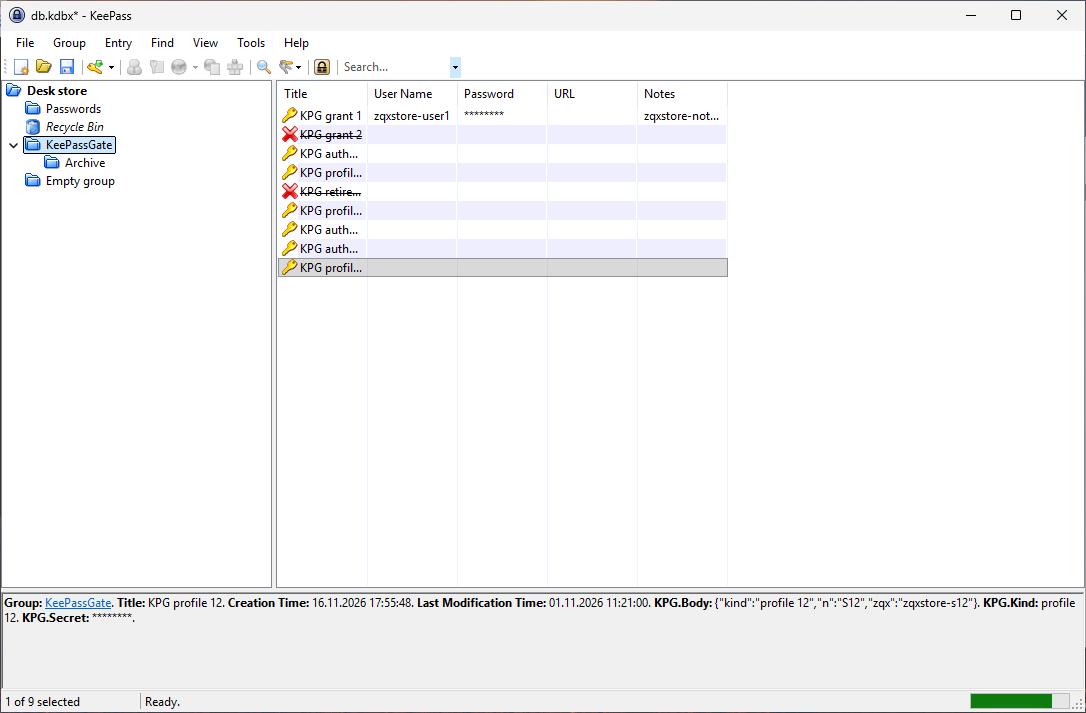 db.kdbx* - KeePass
File Group Entry Find View Tools Help
Search...
Desk store
Passwords
Recycle Bin
KeePassGate
Archive
Empty group
Title User Name Password URL Notes
KPG grant 1 zqxstore-user1 ******** zqxstore-not...
KPG grant 2
KPG auth...
KPG profil...
KPG retire...
KPG profil...
KPG auth...
KPG auth...
KPG profil...
Group: KeePassGate. Title: KPG profile 12. Creation Time: 16.11.2026 17:55:48. Last Modification Time: 01.11.2026 11:21:00. KPG.Body: {"kind":"profile 12","n":"S12","zqx":"zqxstore-s12"}. KPG.Kind: profile
12. KPG.Secret: ********.
1 of 9 selected Ready.